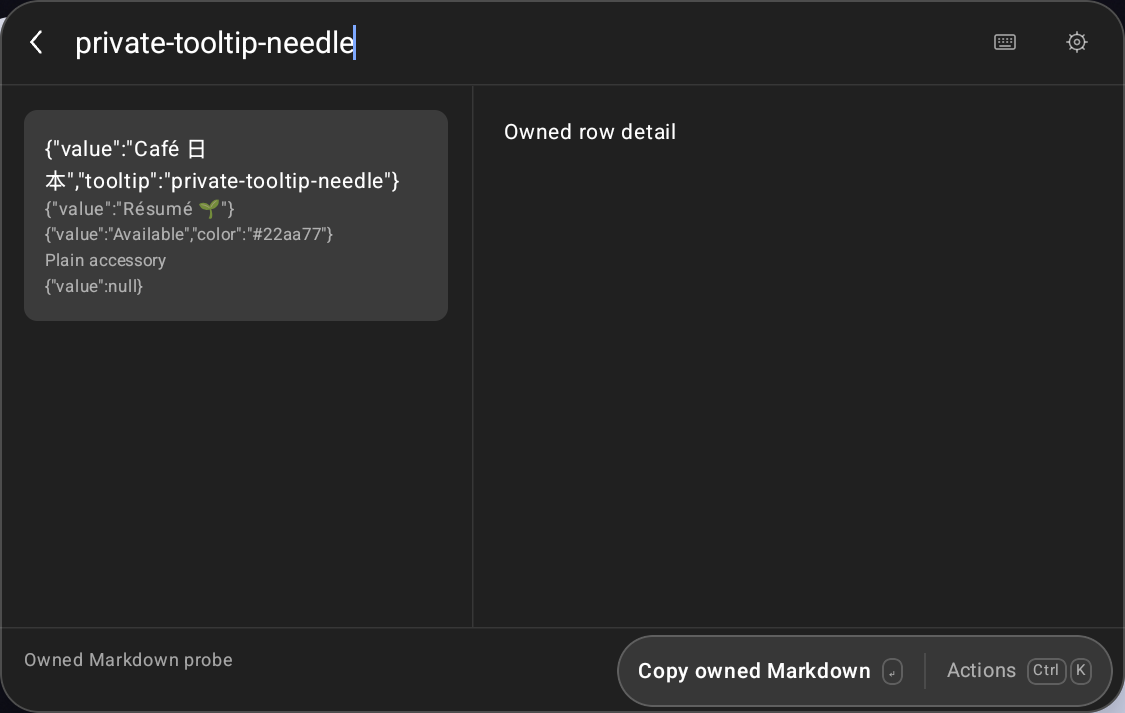 private-tooltip-needle
{"value":"Café 日
本","tooltip":"private-tooltip-needle"}
{"value":"Résumé 🌱"}
{"value":"Available","color":"#22aa77"}
Plain accessory
{"value":null}
Owned row detail
Owned Markdown probe
Copy owned Markdown ↵ Actions Ctrl K